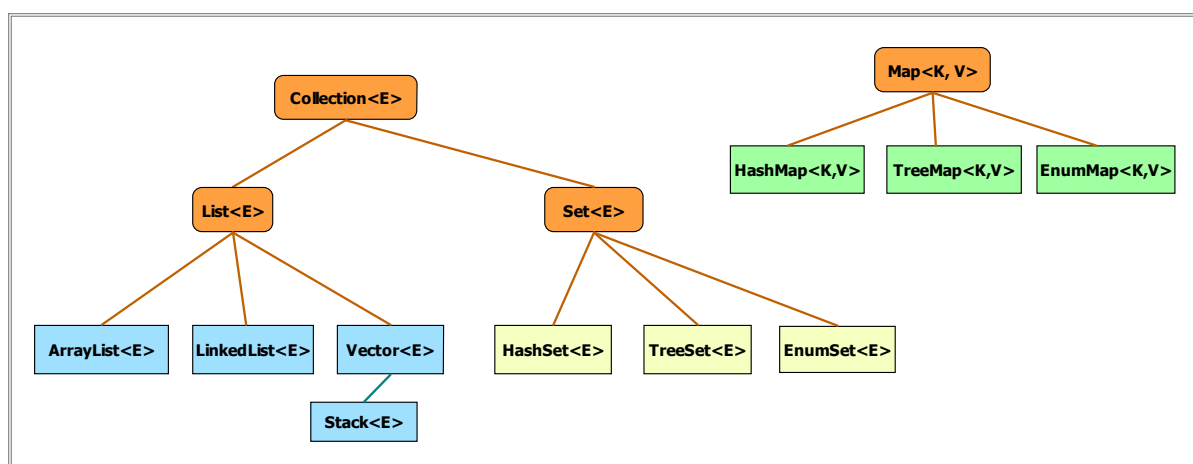 Map<K, V>
Collection<E>
HashMap<K,V>
TreeMap<K,V>
EnumMap<K,V>
List<E>
Set<E>
ArrayList<E>
LinkedList<E>
Vector<E>
HashSet<E>
TreeSet<E>
EnumSet<E>
Stack<E>